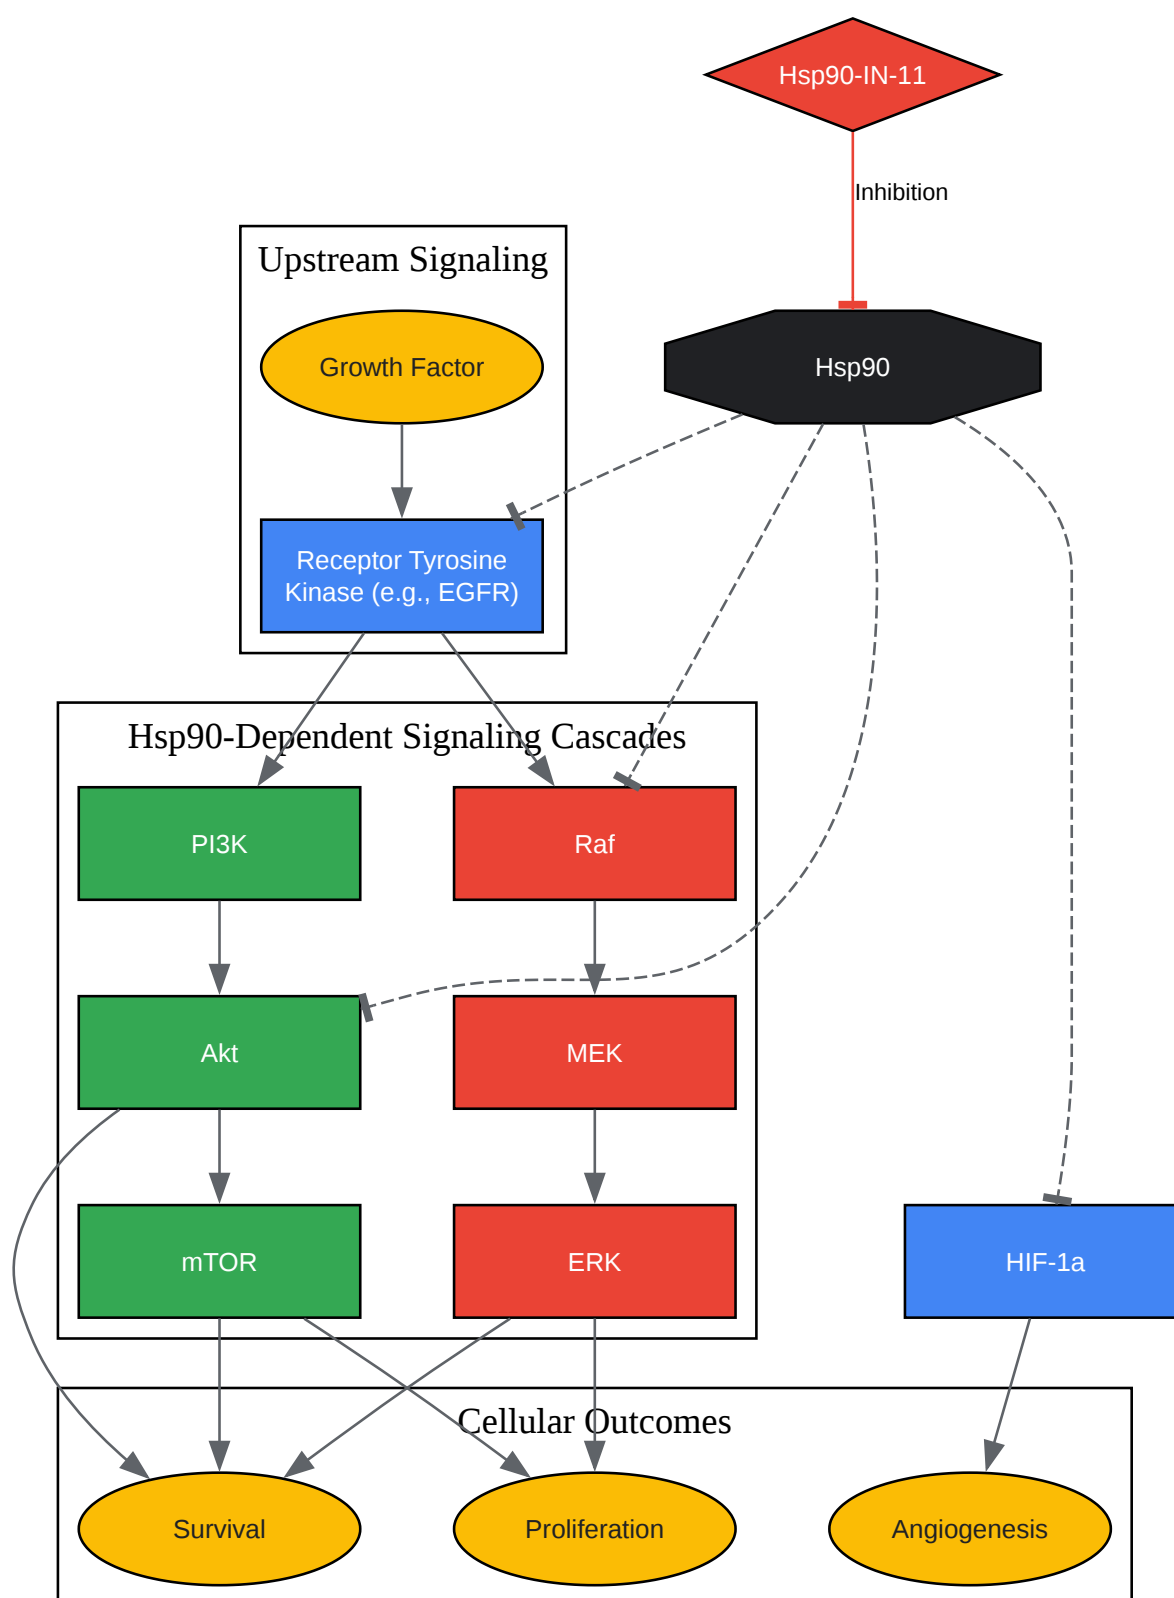 Hsp90-IN-11
Inhibition
Upstream Signaling
Growth Factor
Hsp90
Receptor Tyrosine
Kinase (e.g., EGFR)
Hsp90-Dependent Signaling Cascades
PI3K
Raf
Akt
MEK
mTOR
ERK
HIF-1a
Cellular Outcomes
Survival
Proliferation
Angiogenesis